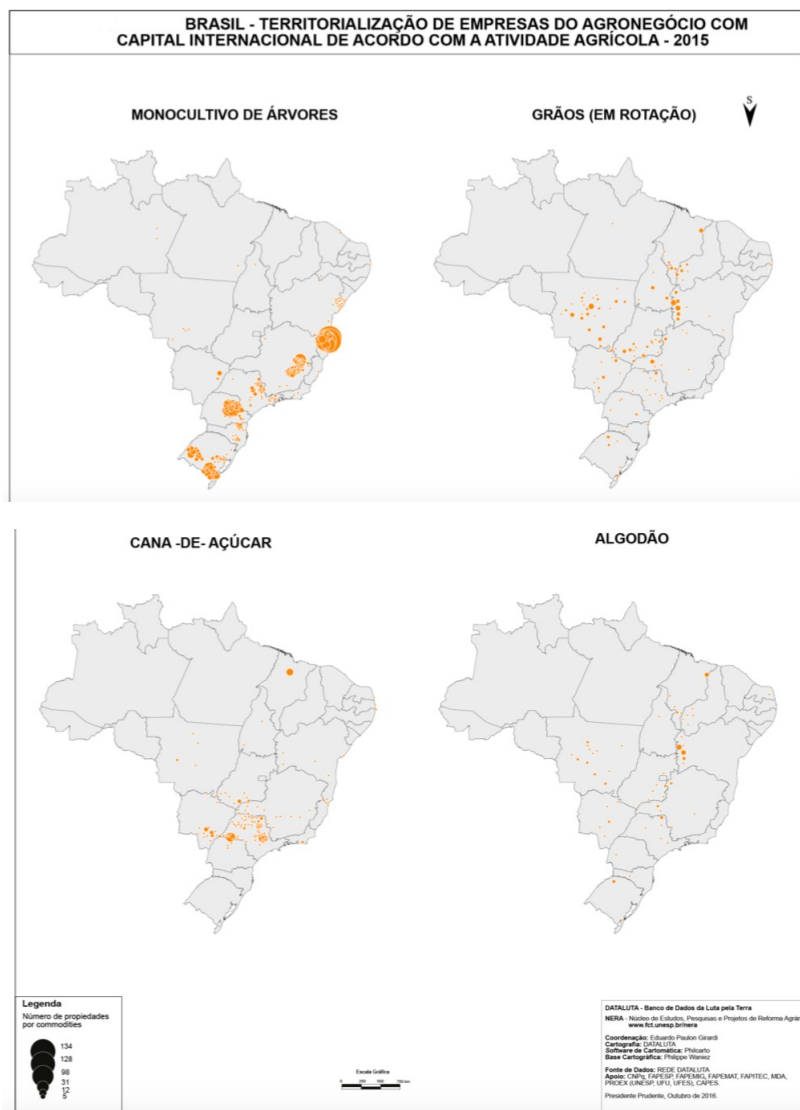 BRASIL - TERRITORIALIZAÇÃO DE EMPRESAS DO AGRONEGÓCIO COM
CAPITAL INTERNACIONAL DE ACORDO COM A ATIVIDADE AGRÍCOLA - 2015
MONOCULTIVO DE ÁRVORES
GRÃOS (EM ROTAÇÃO)
S
CANA -DE- AÇÚCAR
ALGODÃO
Legenda
Número de propiedades
por commodities
134
128
98
31
12
5
Escala Gráfica
DATALUTA - Banco de Dados da Luta pela Terra
NERA - Núcleo de Estudos, Pesquisas e Projetos de Reforma Agrár
www.fct.unesp.br/nera
Coordenação: Eduardo Paulon Girardi
Cartografia: DATALUTA
Software de Cartomática: Philcarto
Base Cartográfica: Philippe Waniez
Fonte de Dados: REDE DATALUTA
Apoio: CNPq, FAPESP, FAPEMIG, FAPEMAT, FAPITEC, MDA,
PROEX (UNESP, UFU, UFES), CAPES.
Presidente Prudente, Outubro de 2016.